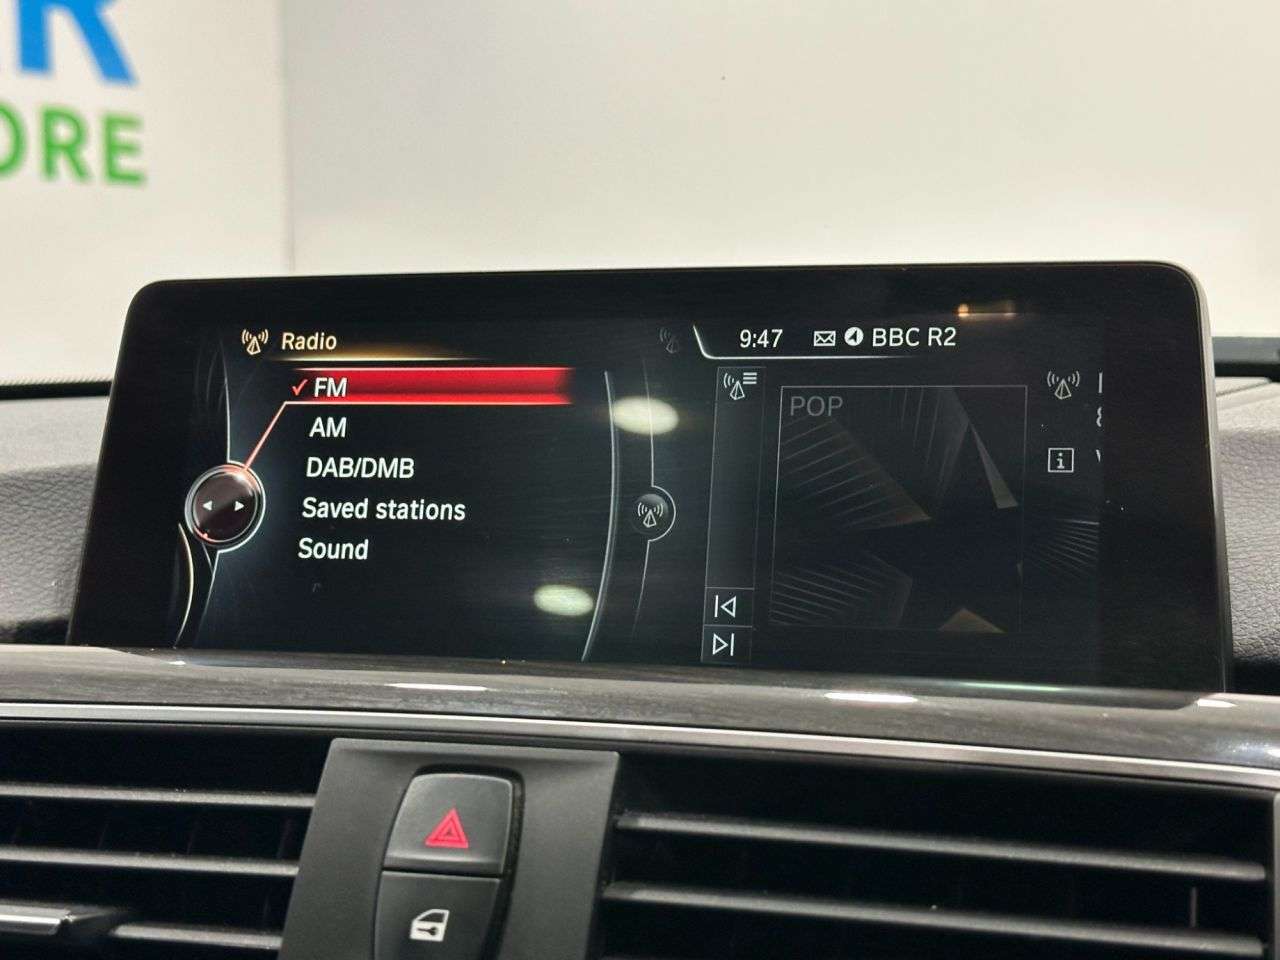 ORE
Radio
9:47
BBC R2
FM
AM
DAB/DMB
Saved stations
Sound
POP